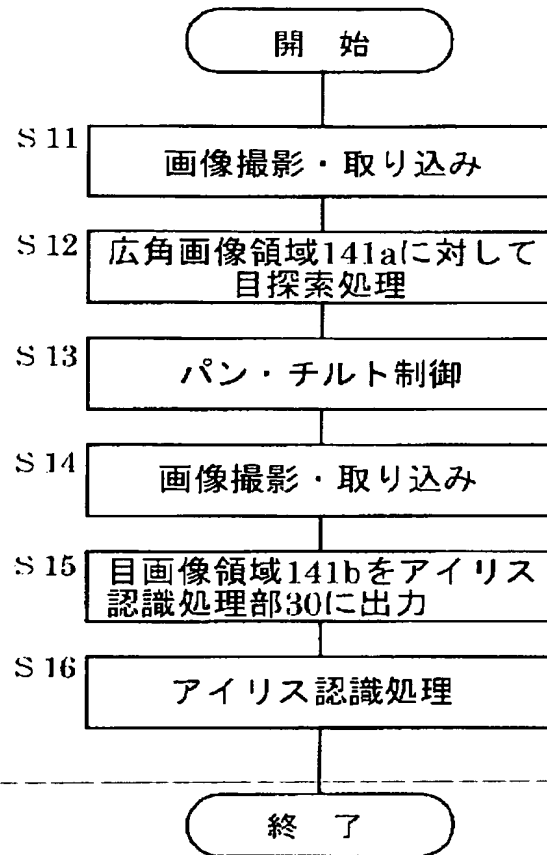 開 始
S11
画像撮影・取り込み
S12
広角画像領域141aに対して
目探索処理
S13
パン・チルト制御
S14
画像撮影・取り込み
S15
目画像領域141bをアイリス
認識処理部30に出力
S16
アイリス認識処理
終 了